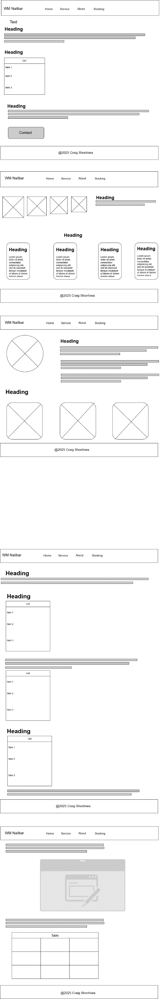 WM Nailbar Home Service About Booking
Text
Heading
Heading
List
Item 1
Item 2
Item 3
Heading
Contact
@2025 Craig Shonhiwa
WM Nailbar Home Service About Booking
Heading
Heading
Heading
Lorem ipsum
dolor sit amet,
consectetur
adipisicing elit,
sed do eiusmod
tempor incididunt
ut labore et dolore
magna aliqua
Heading
Lorem ipsum
dolor sit amet,
consectetur
adipisicing elit,
sed do eiusmod
tempor incididunt
ut labore et dolore
magna aliqua
Heading
Lorem ipsum
dolor sit amet,
consectetur
adipisicing elit,
sed do eiusmod
tempor incididunt
ut labore et dolore
magna aliqua
Heading
Lorem ipsum
dolor sit amet,
consectetur
adipisicing elit,
sed do eiusmod
tempor incididunt
ut labore et dolore
magna aliqua
@2025 Craig Shonhiwa
WM Nailbar Home Service About Booking
Heading
Heading
@2025 Craig Shonhiwa
WM Nailbar Home Service About Booking
Heading
Heading
List
Item 1
Item 2
Item 3
List
Item 1
Item 2
Item 3
Heading
List
Item 1
Item 2
Item 3
@2025 Craig Shonhiwa
WM Nailbar Home Service About Booking
Form
Table
@2025 Craig Shonhiwa